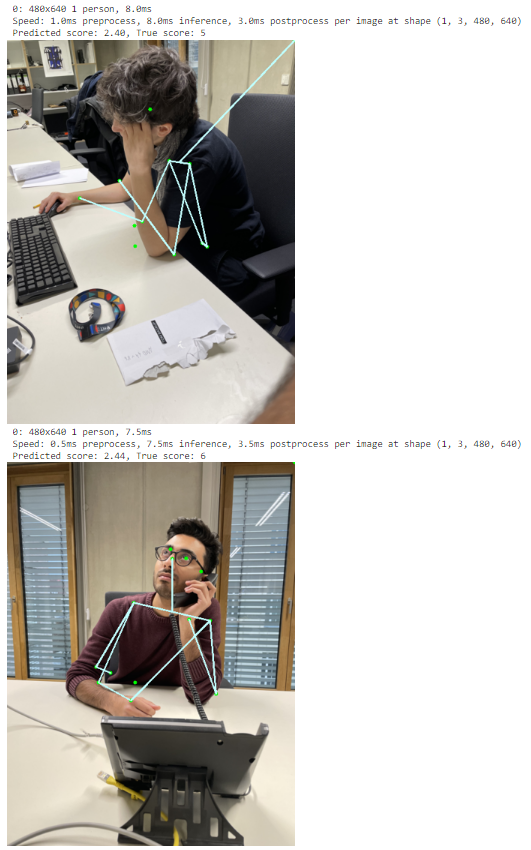 0: 480x640 1 person, 8.0ms
Speed: 1.0ms preprocess, 8.0ms inference, 3.0ms postprocess per image at shape (1, 3, 480, 640)
Predicted score: 2.40, True score: 5
0: 480x640 1 person, 7.5ms
Speed: 0.5ms preprocess, 7.5ms inference, 3.5ms postprocess per image at shape (1, 3, 480, 640)
Predicted score: 2.44, True score: 6